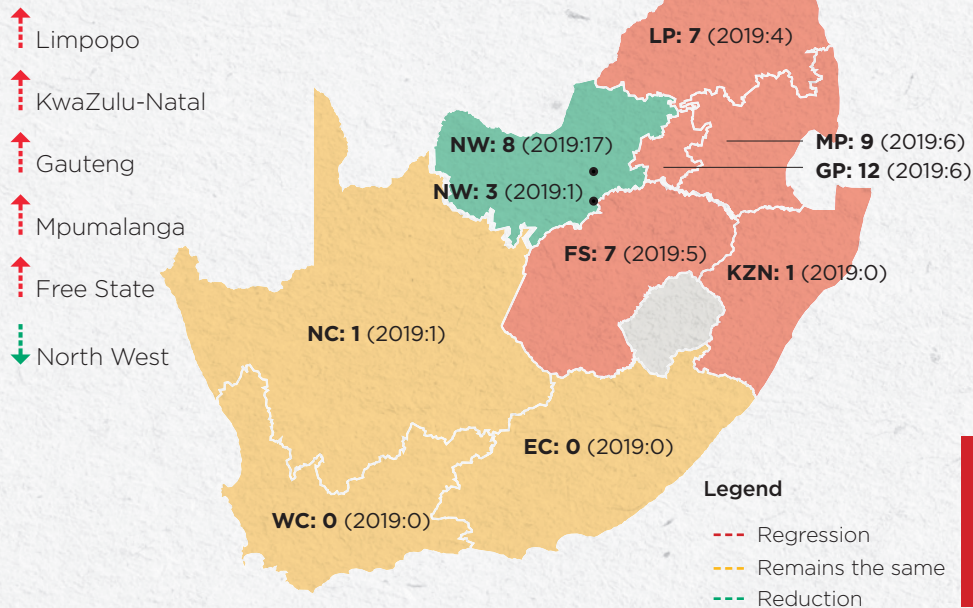 Limpopo
KwaZulu-Natal
Gauteng
Mpumalanga
Free State
North West
LP: 7 (2019:4)
NW: 8 (2019:17)
MP: 9 (2019:6)
GP: 12 (2019:6)
NW: 3 (2019:1)
FS: 7 (2019:5)
KZN: 1 (2019:0)
NC: 1 (2019:1)
EC: 0 (2019:0)
WC: 0 (2019:0)
Legend
Regression
Remains the same
Reduction